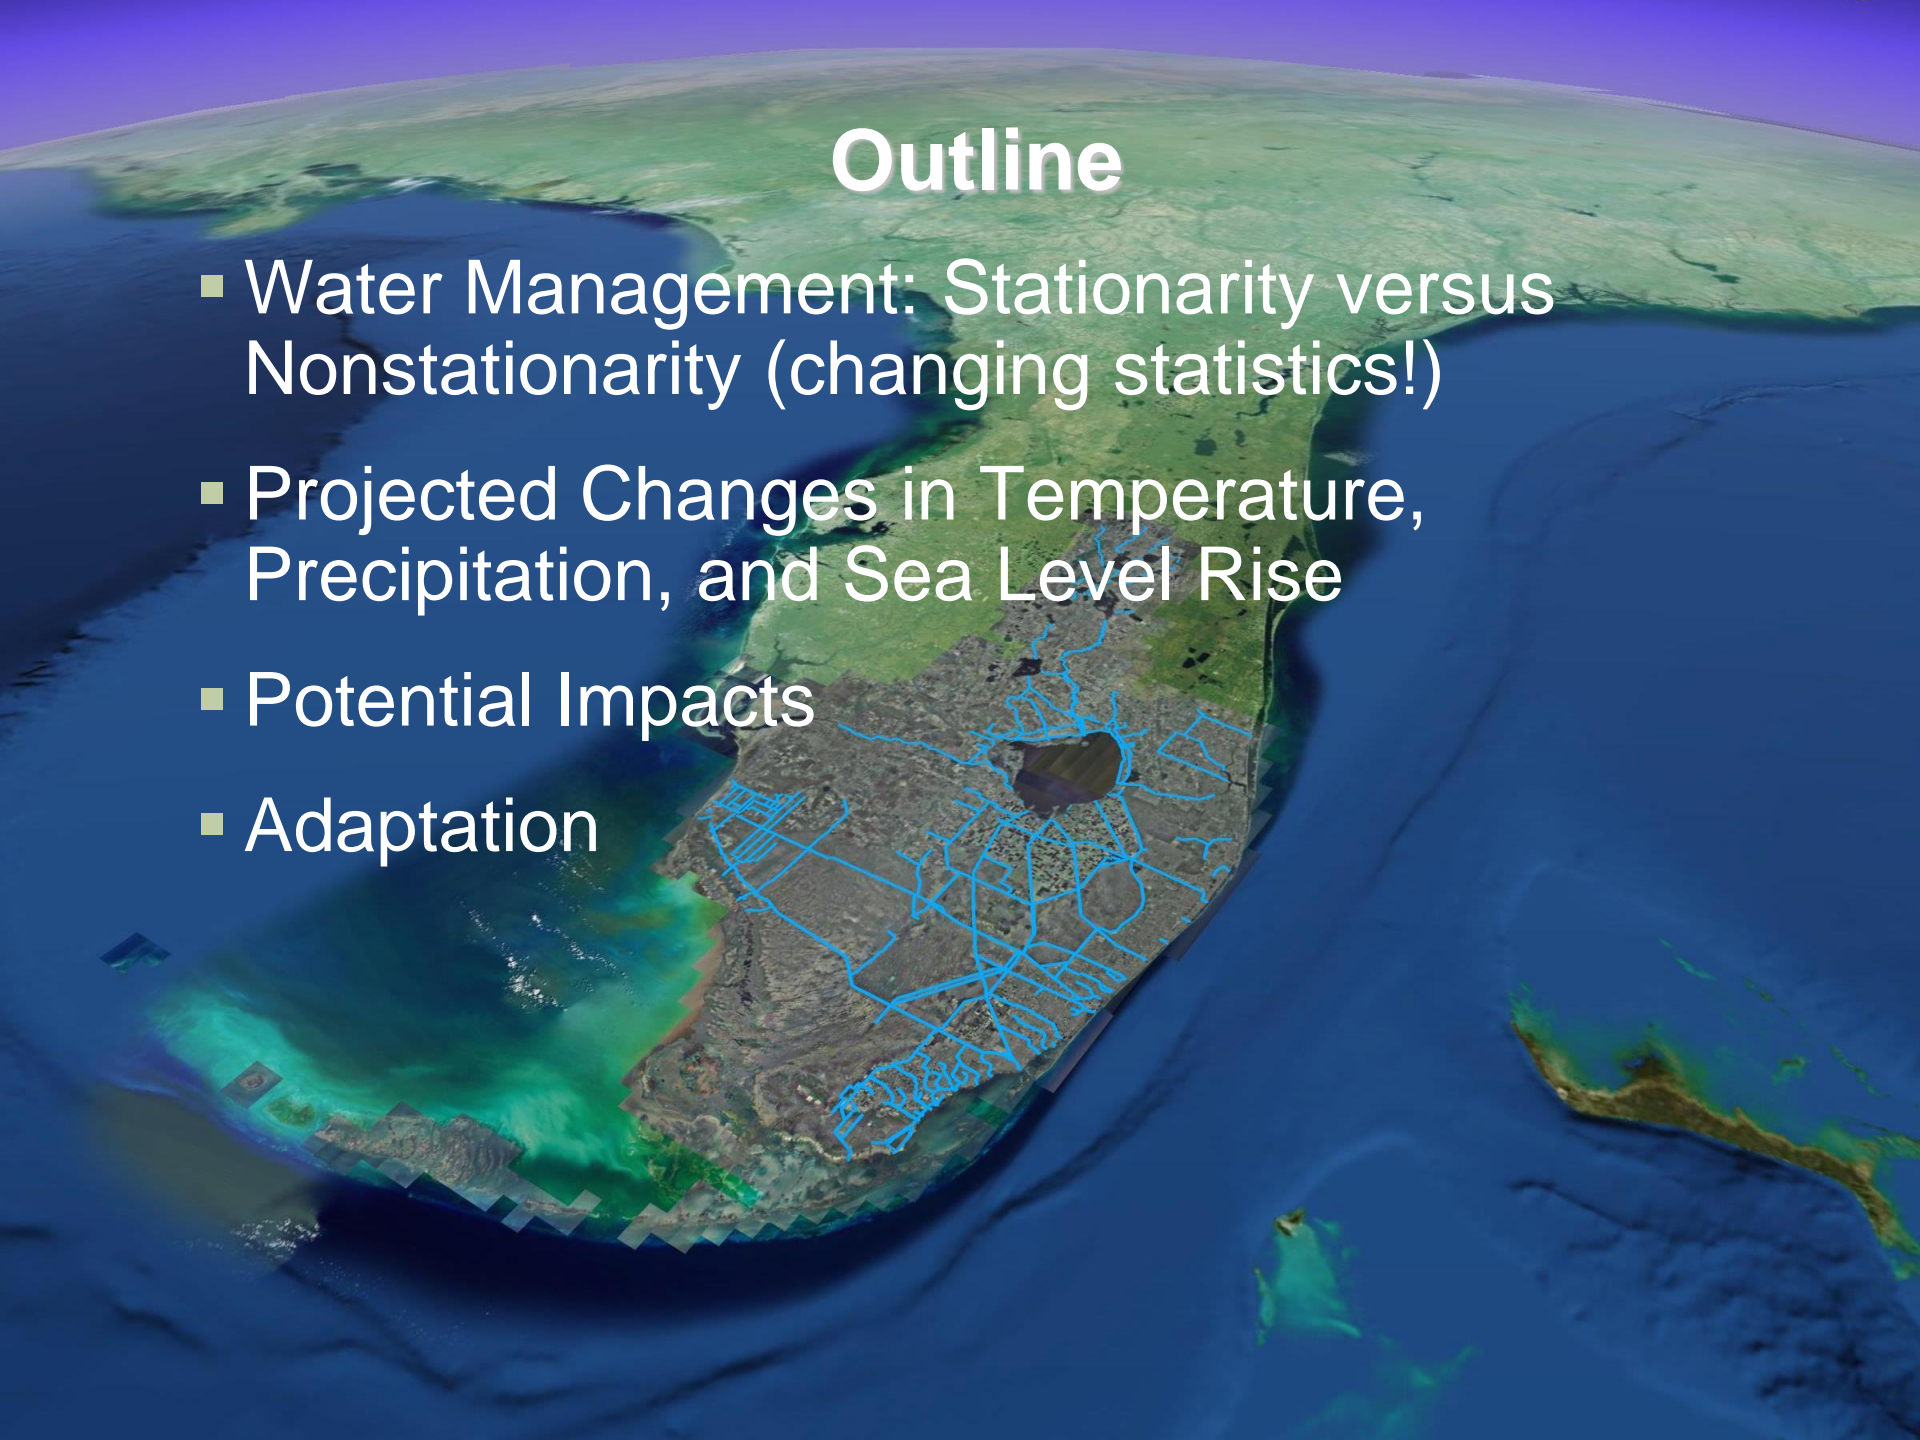 Outline
▪ Water Management: Stationarity versus
Nonstationarity (changing statistics!)
▪ Projected Changes in Temperature,
Precipitation, and Sea Level Rise
▪ Potential Impacts
▪ Adaptation